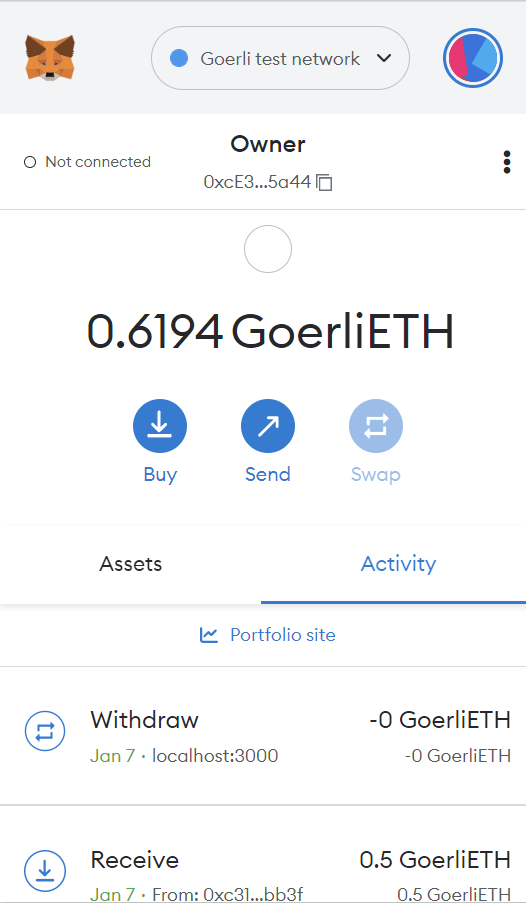 Goerli test network
Not connected
Owner
0xcE3...5a44
0.6194 GoerliETH
Buy
Send
Swap
Assets
Activity
Portfolio site
Withdraw
-0 GoerliETH
Jan 7 · localhost:3000
-0 GoerliETH
Receive
0.5 GoerliETH
Jan 7 · From: 0xc31...bb3f
0.5 GoerliETH